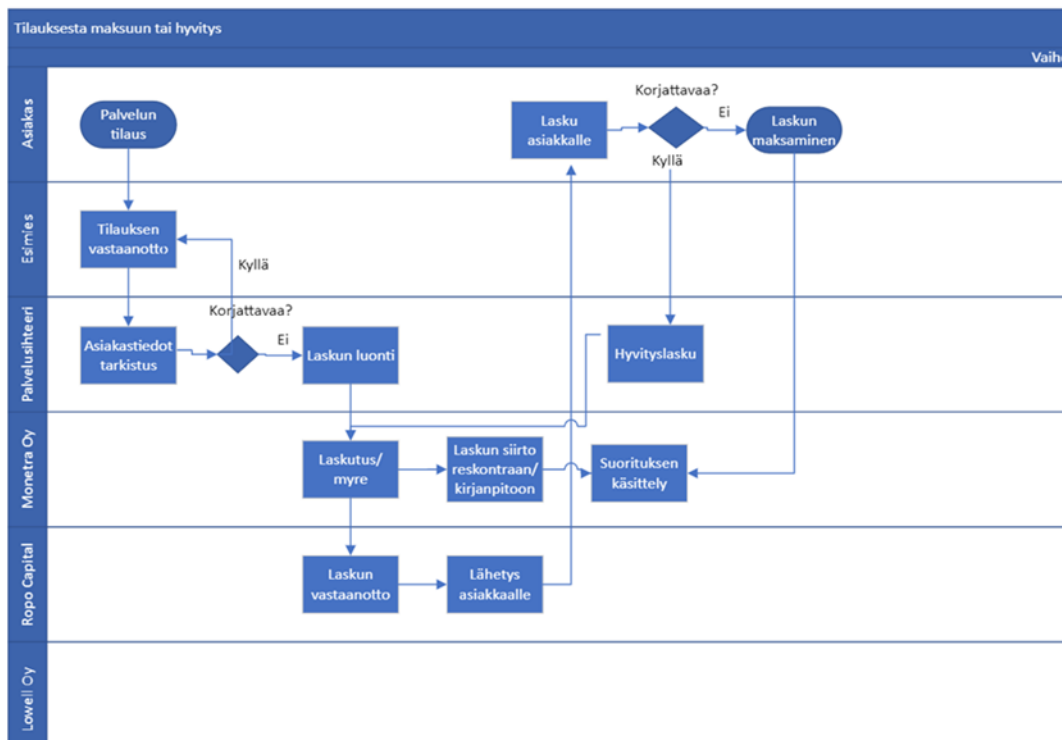 Tilauksesta maksuun tai hyvitys
Vaihe
Asiakas
Palvelun
tilaus
Lasku
asiakkalle
Korjattavaa?
Ei
Kyllä
Laskun
maksaminen
Esimies
Tilauksen
vastaanotto
Kyllä
Palvelusihteeri
Asiakastiedot
tarkistus
Korjattavaa?
Ei
Laskun luonti
Hyvityslasku
Monetra Oy
Laskutus/
myre
Laskun siirto
reskontraan/
kirjanpitoon
Suorituksen
käsittely
Ropo Capital
Laskun
vastaanotto
Lähetys
asiakkaalle
Lowell Oy